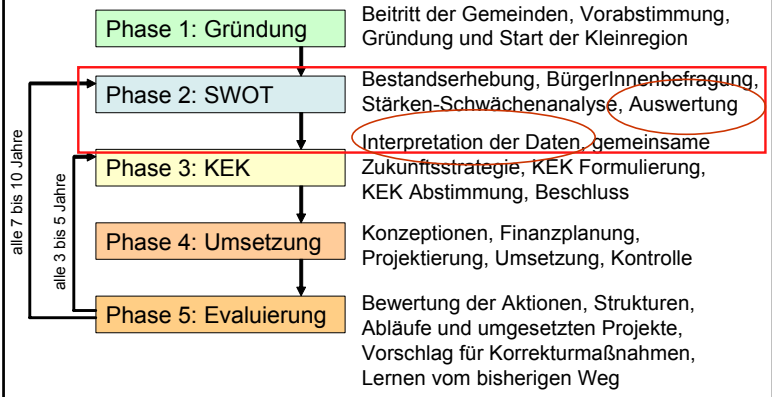 Phase 1: Gründung
Beitritt der Gemeinden, Vorabstimmung,
Gründung und Start der Kleinregion
Phase 2: SWOT
Bestandserhebung, BürgerInnenbefragung,
Stärken-Schwächenanalyse, Auswertung
Phase 3: KEK
Interpretation der Daten, gemeinsame
Zukunftsstrategie, KEK Formulierung,
KEK Abstimmung, Beschluss
Phase 4: Umsetzung
Konzeptionen, Finanzplanung,
Projektierung, Umsetzung, Kontrolle
Phase 5: Evaluierung
Bewertung der Aktionen, Strukturen,
Abläufe und umgesetzten Projekte,
Vorschlag für Korrekturmaßnahmen,
Lernen vom bisherigen Weg
alle 7 bis 10 Jahre
alle 3 bis 5 Jahre